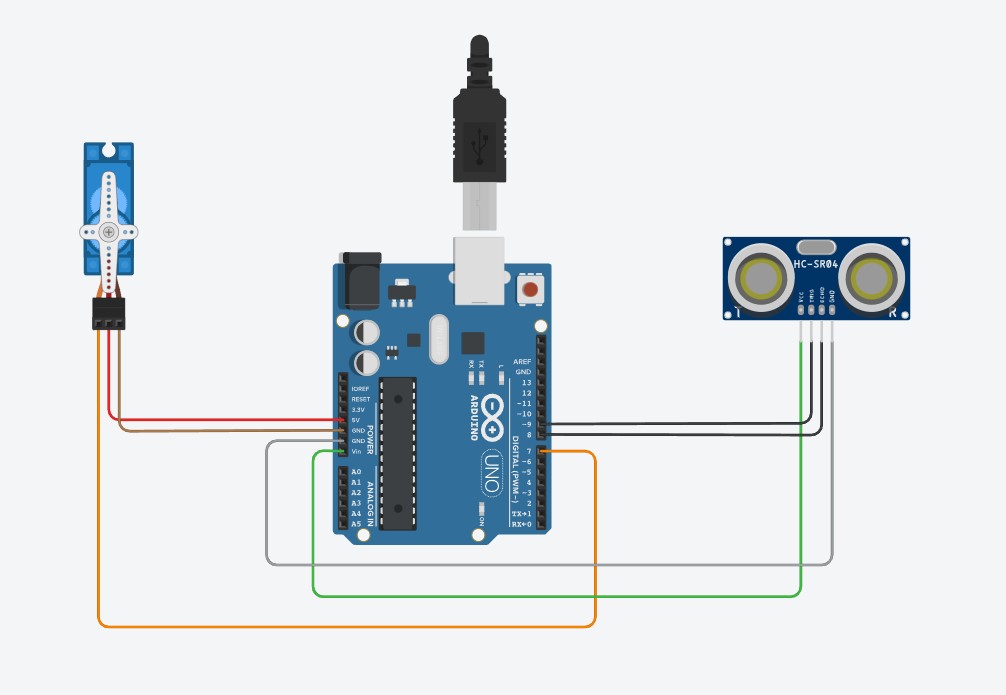 HC-SR04
VCC
TRIG
ECHO
GND
T
R
AREF
GND
13
12
~11
~10
~9
8
7
~6
~5
4
~3
2
TX→1
RX←0
DIGITAL (PWM~)
RX
TX
L
ARDUINO
UNO
ON
IOREF
RESET
3.3V
5V
GND
GND
Vin
POWER
A0
A1
A2
A3
A4
A5
ANALOG IN